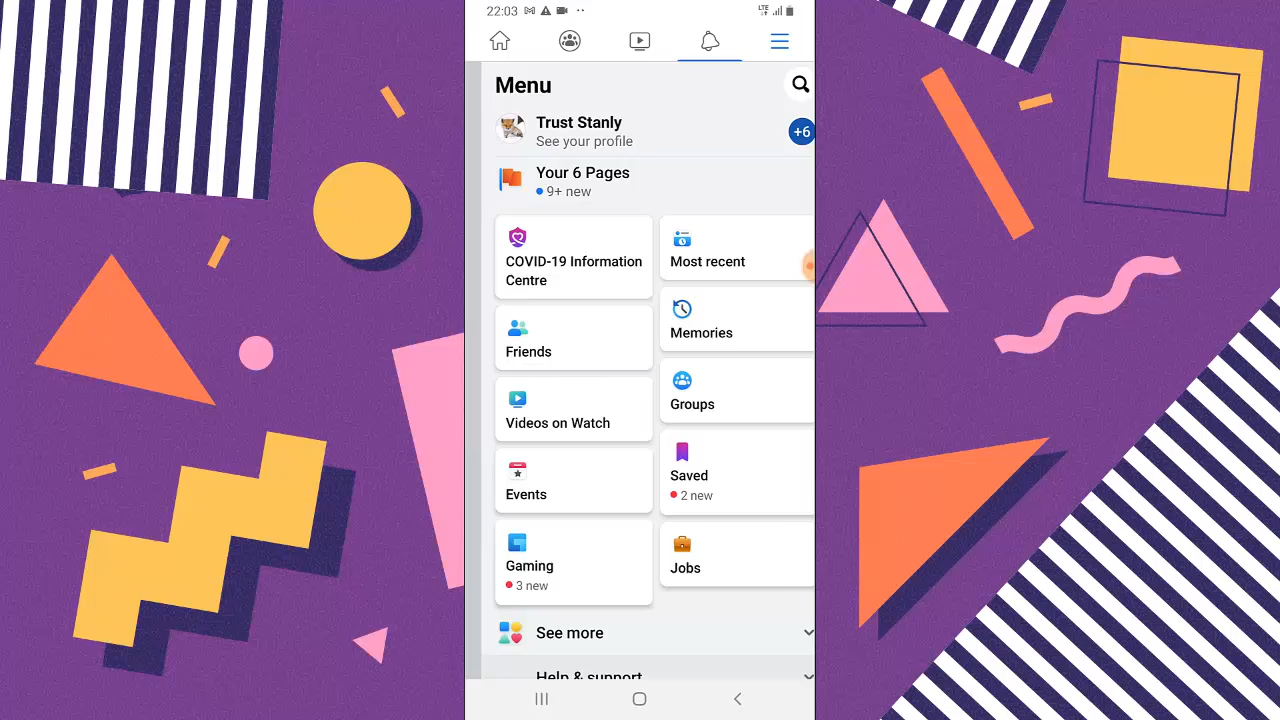 22:03
LTE
Menu
Trust Stanly
See your profile
+6
Your 6 Pages
9+ new
COVID-19 Information
Centre
Most recent
Friends
Memories
Videos on Watch
Groups
Events
Saved
2 new
Gaming
3 new
Jobs
See more
Help & support